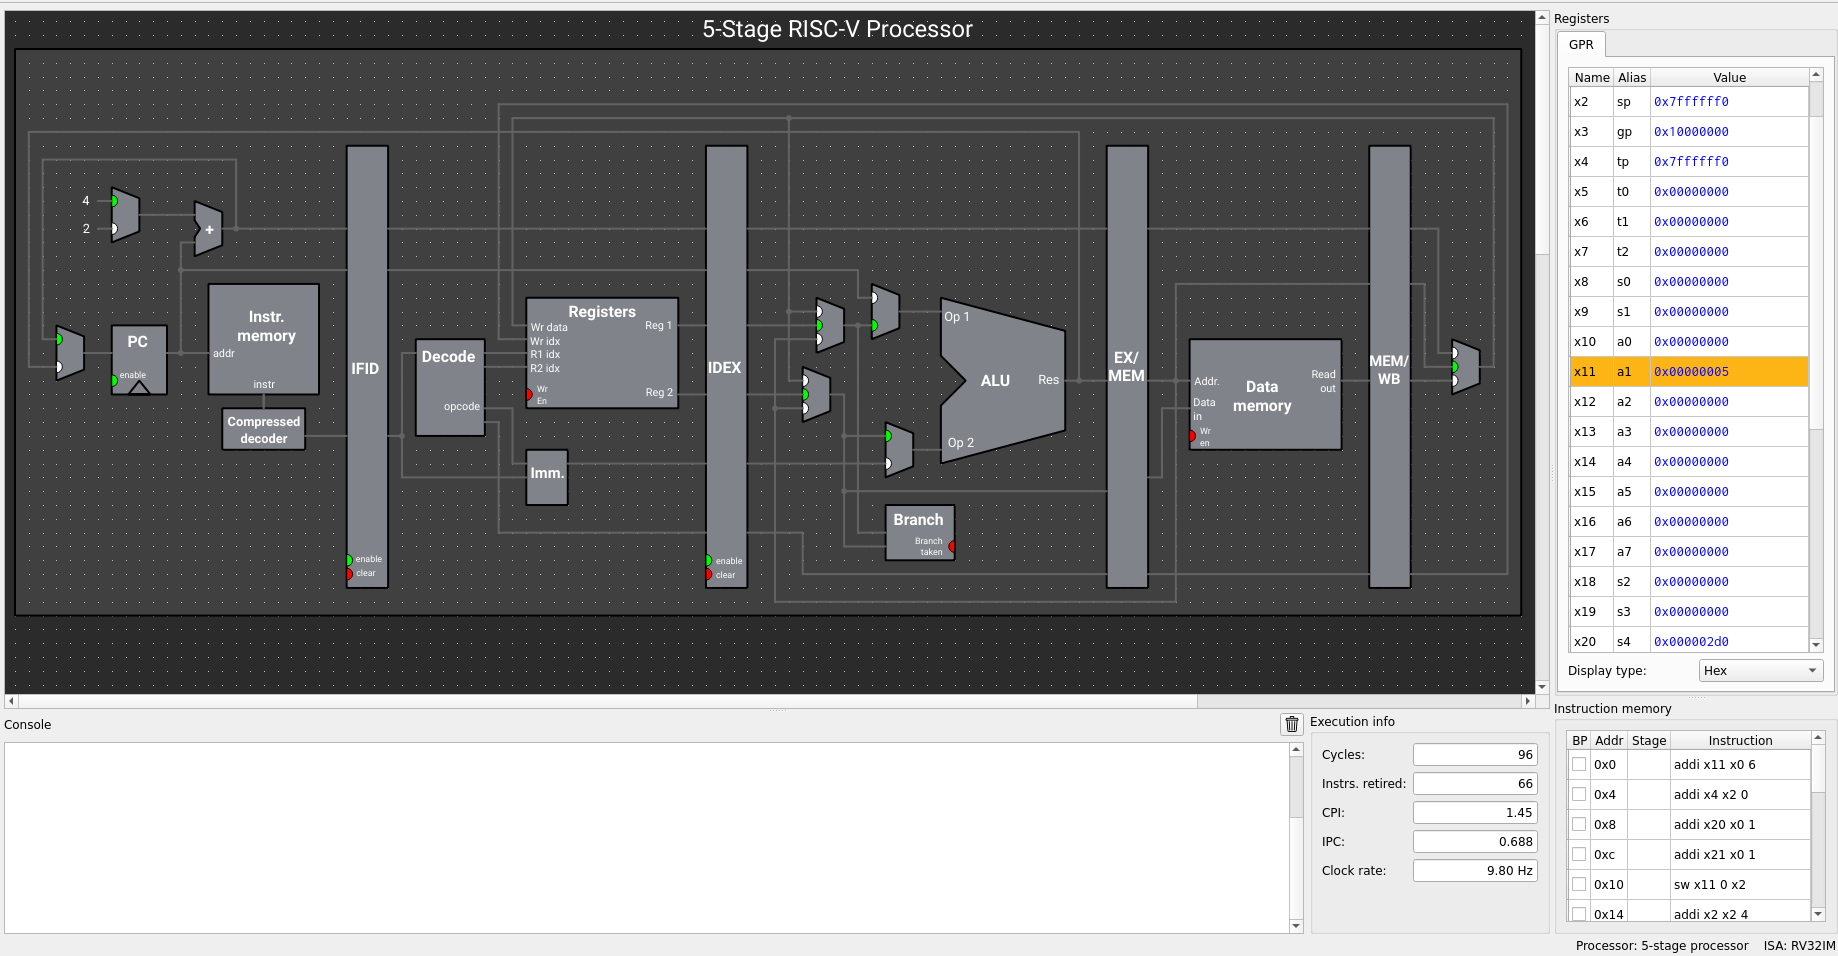 5-Stage RISC-V Processor
4
2
+
PC
enable
Instr.
memory
addr
instr
Compressed
decoder
IFID
enable
clear
Decode
opcode
Registers
Wr data
Wr idx
R1 idx
R2 idx
Wr
En
Reg 1
Reg 2
Imm.
IDEX
enable
clear
Op 1
ALU
Res
Op 2
Branch
Branch
taken
EX/
MEM
Addr.
Data
in
Wr
en
Data
memory
Read
out
MEM/
WB
Registers
GPR
Name Alias Value
x2 sp 0x7ffffff0
x3 gp 0x10000000
x4 tp 0x7ffffff0
x5 t0 0x00000000
x6 t1 0x00000000
x7 t2 0x00000000
x8 s0 0x00000000
x9 s1 0x00000000
x10 a0 0x00000000
x11 a1 0x00000005
x12 a2 0x00000000
x13 a3 0x00000000
x14 a4 0x00000000
x15 a5 0x00000000
x16 a6 0x00000000
x17 a7 0x00000000
x18 s2 0x00000000
x19 s3 0x00000000
x20 s4 0x000002d0
Display type: Hex
Console
Execution info
Cycles: 96
Instrs. retired: 66
CPI: 1.45
IPC: 0.688
Clock rate: 9.80 Hz
Instruction memory
BP Addr Stage Instruction
0x0 addi x11 x0 6
0x4 addi x4 x2 0
0x8 addi x20 x0 1
0xc addi x21 x0 1
0x10 sw x11 0 x2
0x14 addi x2 x2 4
Processor: 5-stage processor ISA: RV32IM